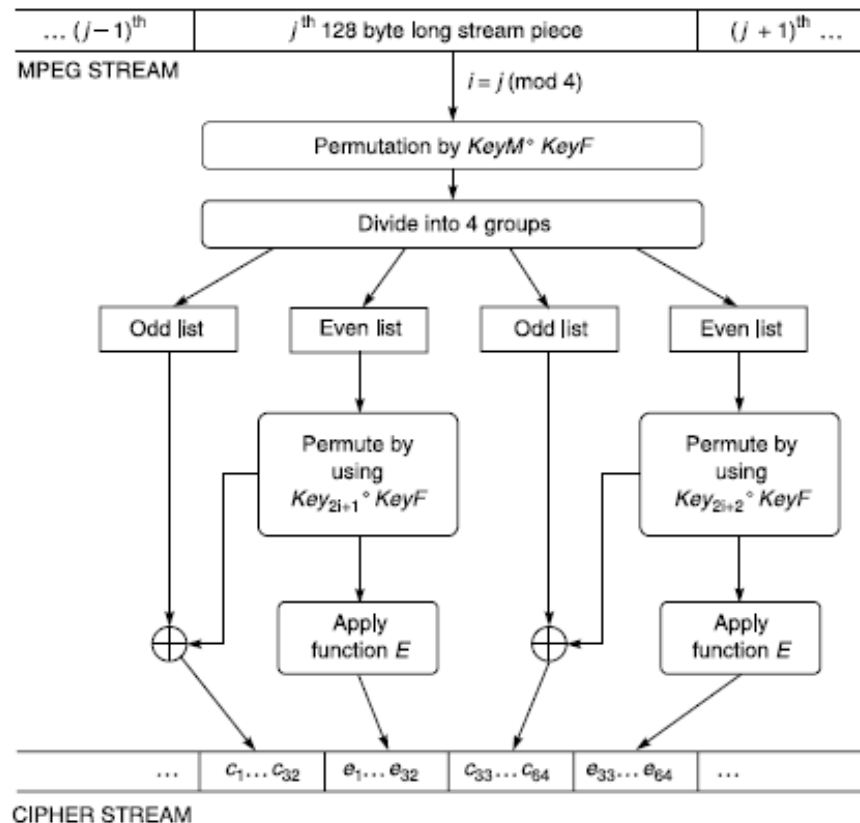 ... (j – 1)th   jth 128 byte long stream piece   (j + 1)th ...
MPEG STREAM
i = j (mod 4)
Permutation by KeyM° KeyF
Divide into 4 groups
Odd list   Even list   Odd list   Even list
Permute by   Permute by
using   using
Key2i+1° KeyF   Key2i+2° KeyF
Apply   Apply
function E   function E
...   c1... c32   e1... e32   c33... c64   e33... e64   ...
CIPHER STREAM